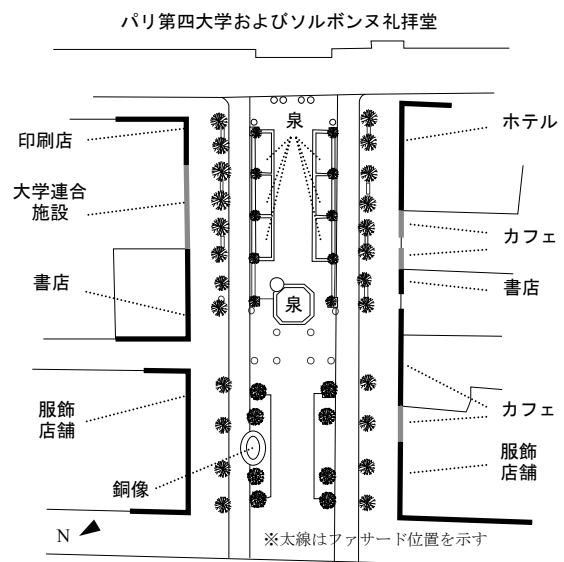 パリ第四大学およびソルボンヌ礼拝堂
泉
印刷店
ホテル
大学連合
施設
カフェ
書店
書店
泉
服飾
店舗
カフェ
服飾
店舗
銅像
N
※太線はファサード位置を示す